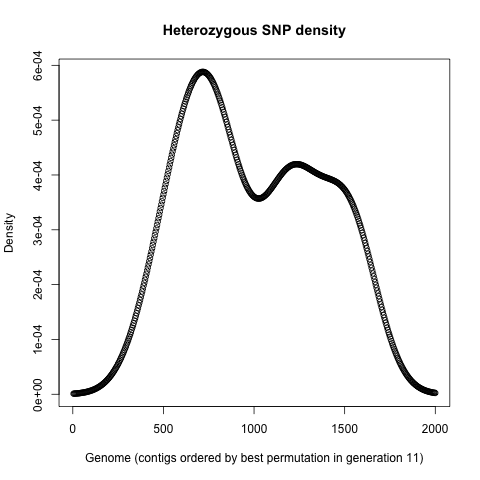 Heterozygous SNP density
6e-04
5e-04
4e-04
3e-04
2e-04
1e-04
0e+00
Density
0 500 1000 1500 2000
Genome (contigs ordered by best permutation in generation 11)